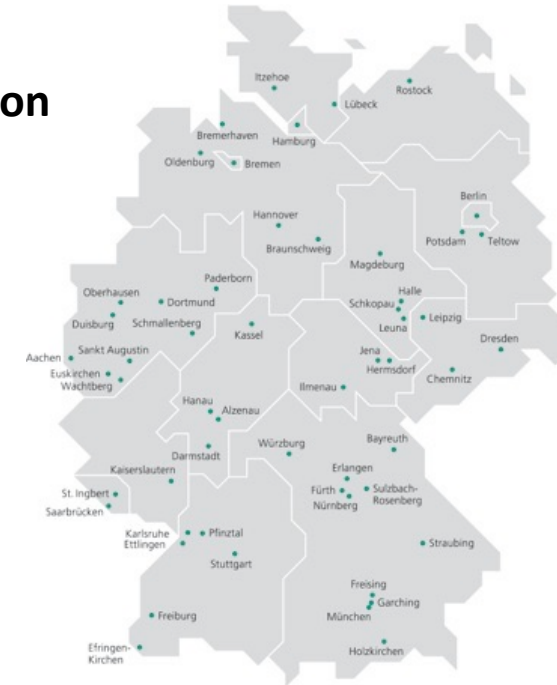 on
Itzehoe
Rostock
Lübeck
Bremerhaven
Hamburg
Oldenburg
Bremen
Berlin
Hannover
Potsdam
Teltow
Braunschweig
Magdeburg
Paderborn
Halle
Oberhausen
Dortmund
Schkopau
Leipzig
Duisburg
Schmallenberg
Leuna
Kassel
Dresden
Aachen
Sankt Augustin
Jena
Hermsdorf
Euskirchen
Chemnitz
Wachtberg
Ilmenau
Hanau
Alzenau
Würzburg
Bayreuth
Darmstadt
Kaiserslautern
Erlangen
St. Ingbert
Fürth
Sulzbach-
Rosenberg
Nürnberg
Saarbrücken
Karlsruhe
Pfinztal
Ettlingen
Straubing
Stuttgart
Freising
Garching
Freiburg
München
Efringen-
Kirchen
Holzkirchen